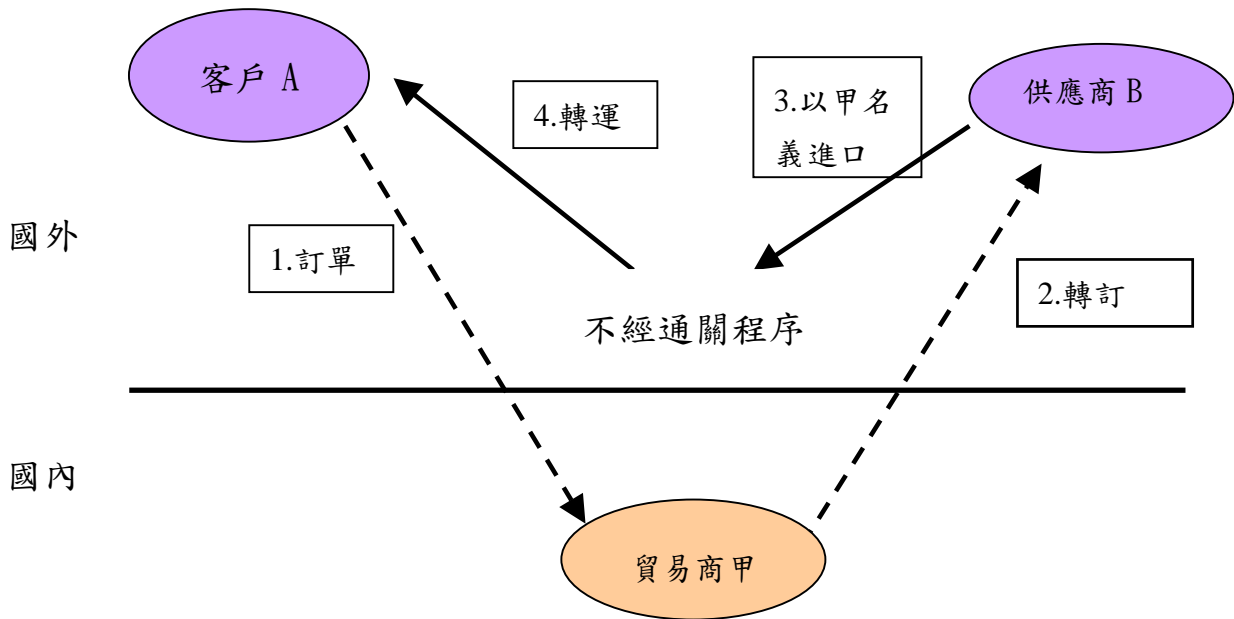 客戶 A
供應商 B
4.轉運
3.以甲名
義進口
國外
1.訂單
2.轉訂
不經通關程序
國內
貿易商甲